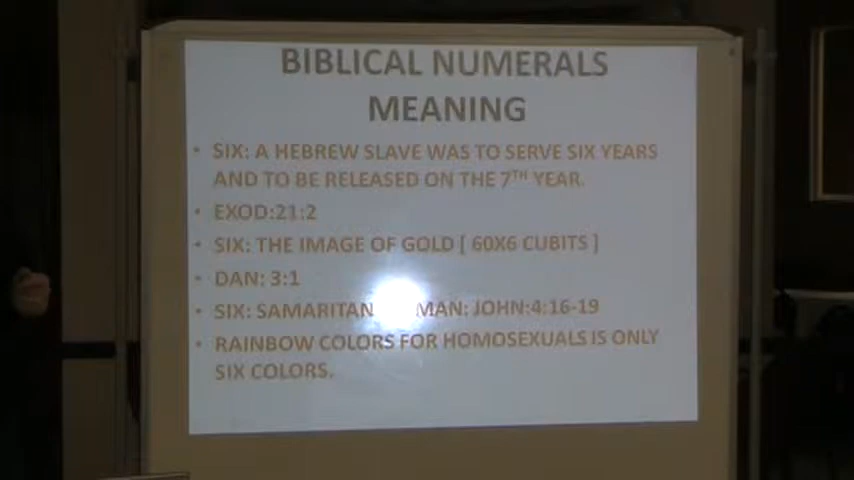 BIBLICAL NUMERALS
MEANING
• SIX: A HEBREW SLAVE WAS TO SERVE SIX YEARS
AND TO BE RELEASED ON THE 7TH YEAR.
• EXOD:21:2
• SIX: THE IMAGE OF GOLD [ 60X6 CUBITS ]
• DAN: 3:1
• SIX: SAMARITAN MAN: JOHN:4:16-19
• RAINBOW COLORS FOR HOMOSEXUALS IS ONLY
SIX COLORS.